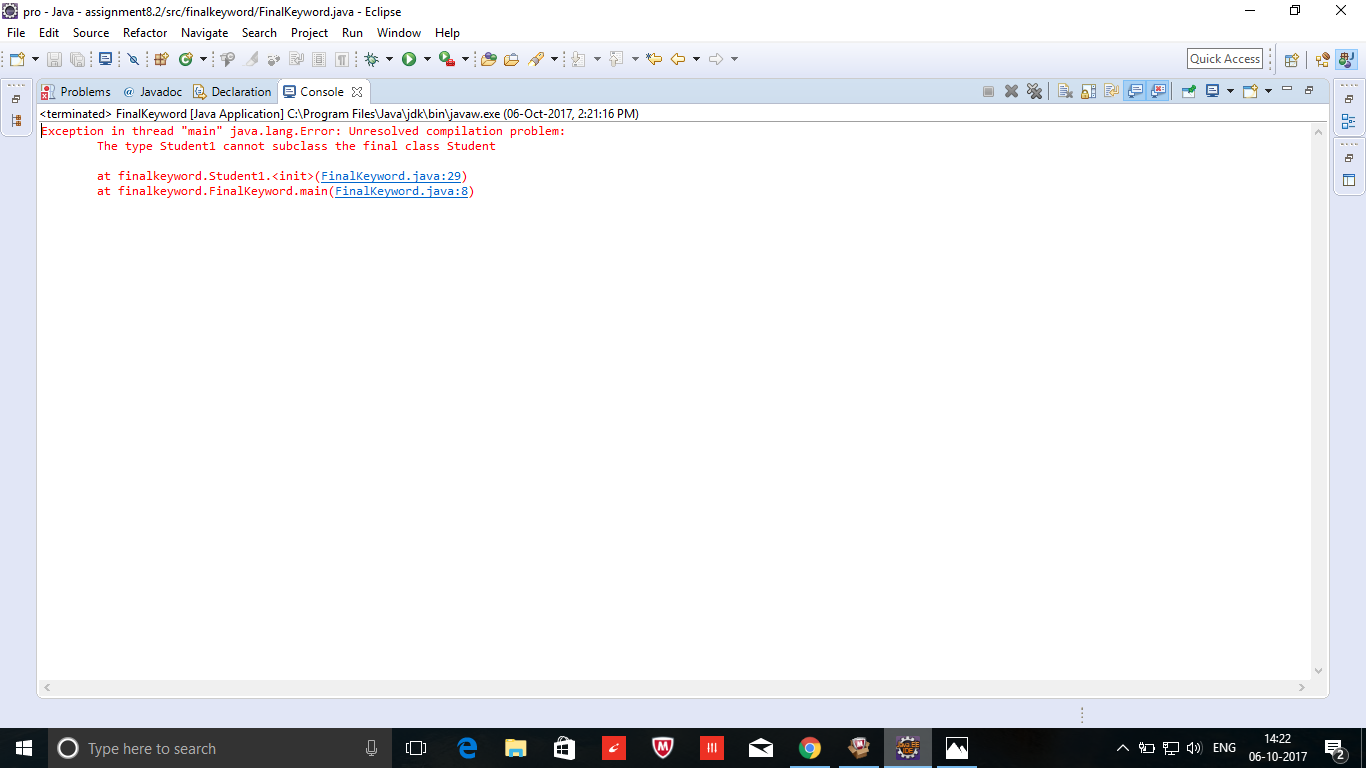 pro - Java - assignment8.2/src/finalkeyword/FinalKeyword.java - Eclipse
File Edit Source Refactor Navigate Search Project Run Window Help
Quick Access
Problems @ Javadoc Declaration Console
<terminated> FinalKeyword [Java Application] C:\Program Files\Java\jdk\bin\javaw.exe (06-Oct-2017, 2:21:16 PM)
Exception in thread "main" java.lang.Error: Unresolved compilation problem:
The type Student1 cannot subclass the final class Student
at finalkeyword.Student1.<init>(FinalKeyword.java:29)
at finalkeyword.FinalKeyword.main(FinalKeyword.java:8)
Type here to search
ENG
14:22
06-10-2017
2